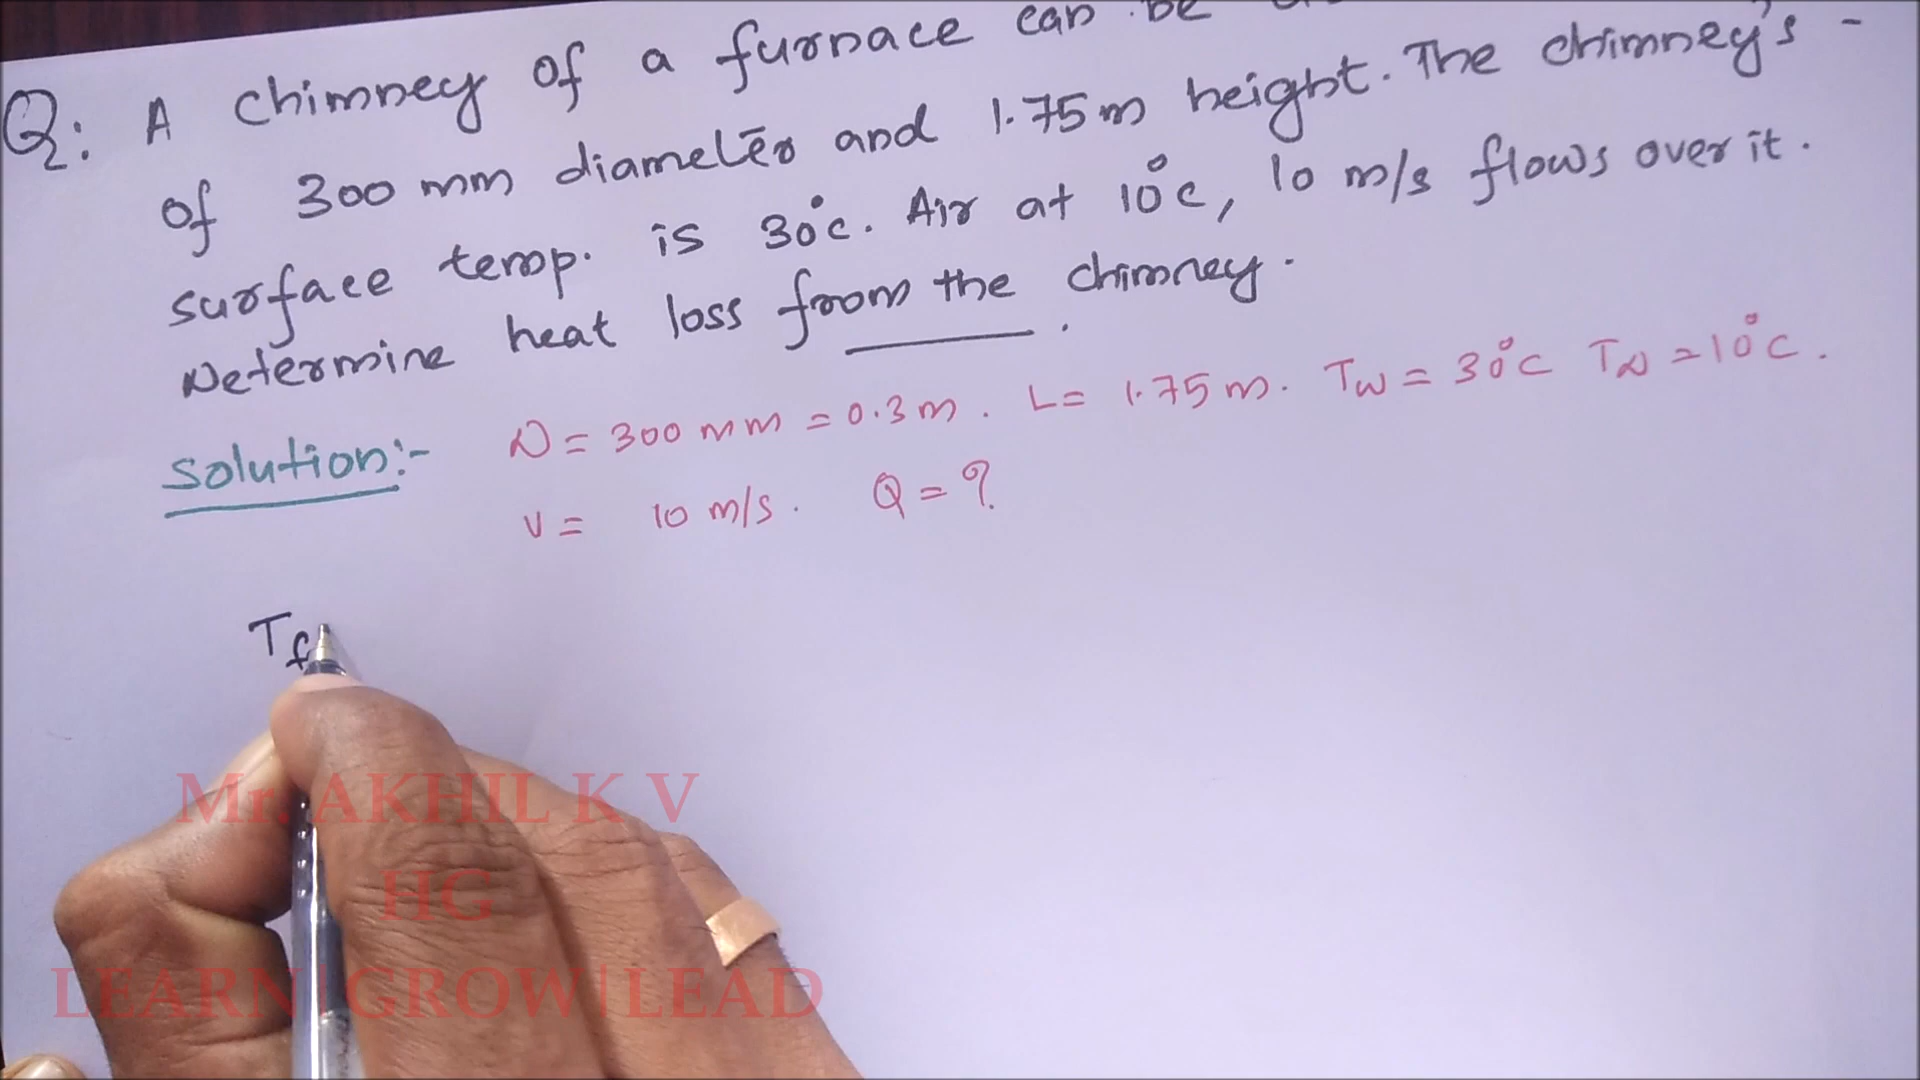 Q: A chimney of a furnace can be
of 300 mm diameter and 1.75m height. The chimney's -
surface temp. is 30°c. Air at 10°c, 10 m/s flows over it.
Determine heat loss from the chimney.
Solution:- D = 300 mm = 0.3 m. L = 1.75 m. Tw = 30°C T∞ = 10°C.
V = 10 m/s. Q = ?
Tf
Mr. AKHIL K V
HG
LEARN|GROW|LEAD